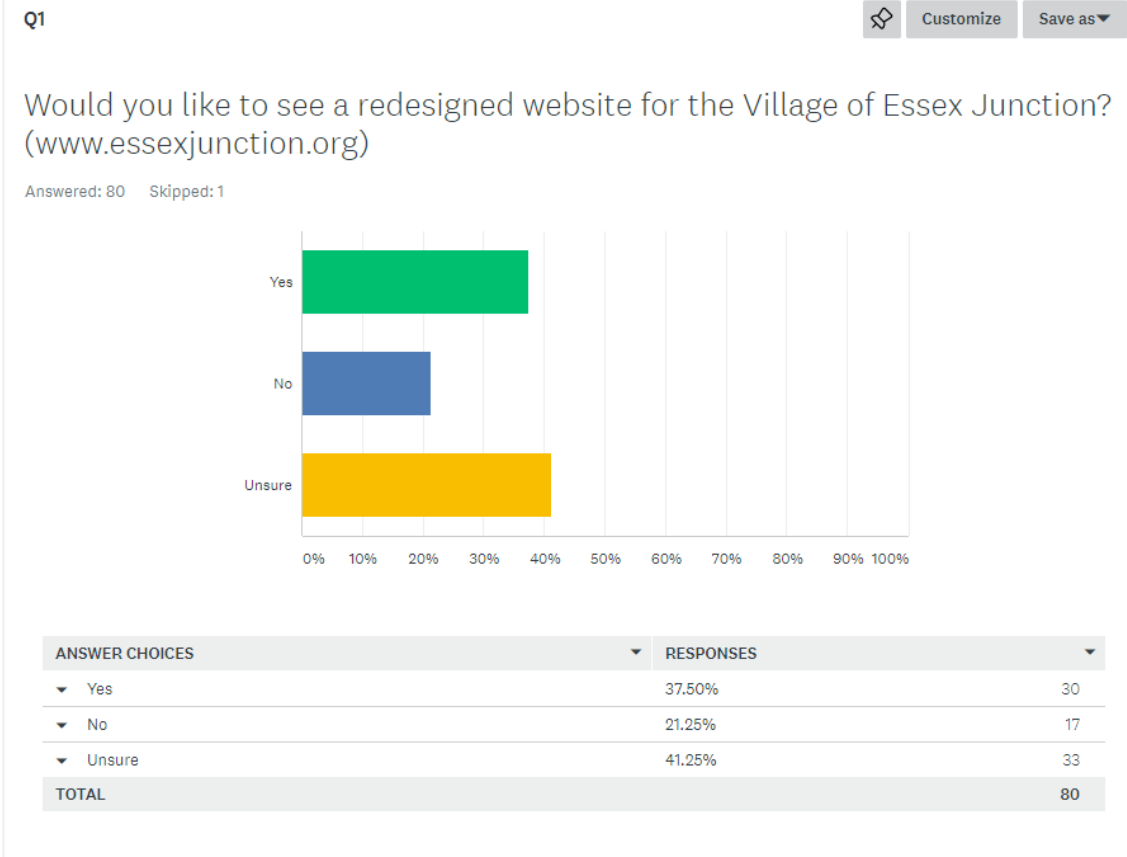 Q1
Customize
Save as
Would you like to see a redesigned website for the Village of Essex Junction?
(www.essexjunction.org)
Answered: 80 Skipped: 1
Yes
No
Unsure
0% 10% 20% 30% 40% 50% 60% 70% 80% 90% 100%
ANSWER CHOICES RESPONSES
Yes 37.50% 30
No 21.25% 17
Unsure 41.25% 33
TOTAL 80